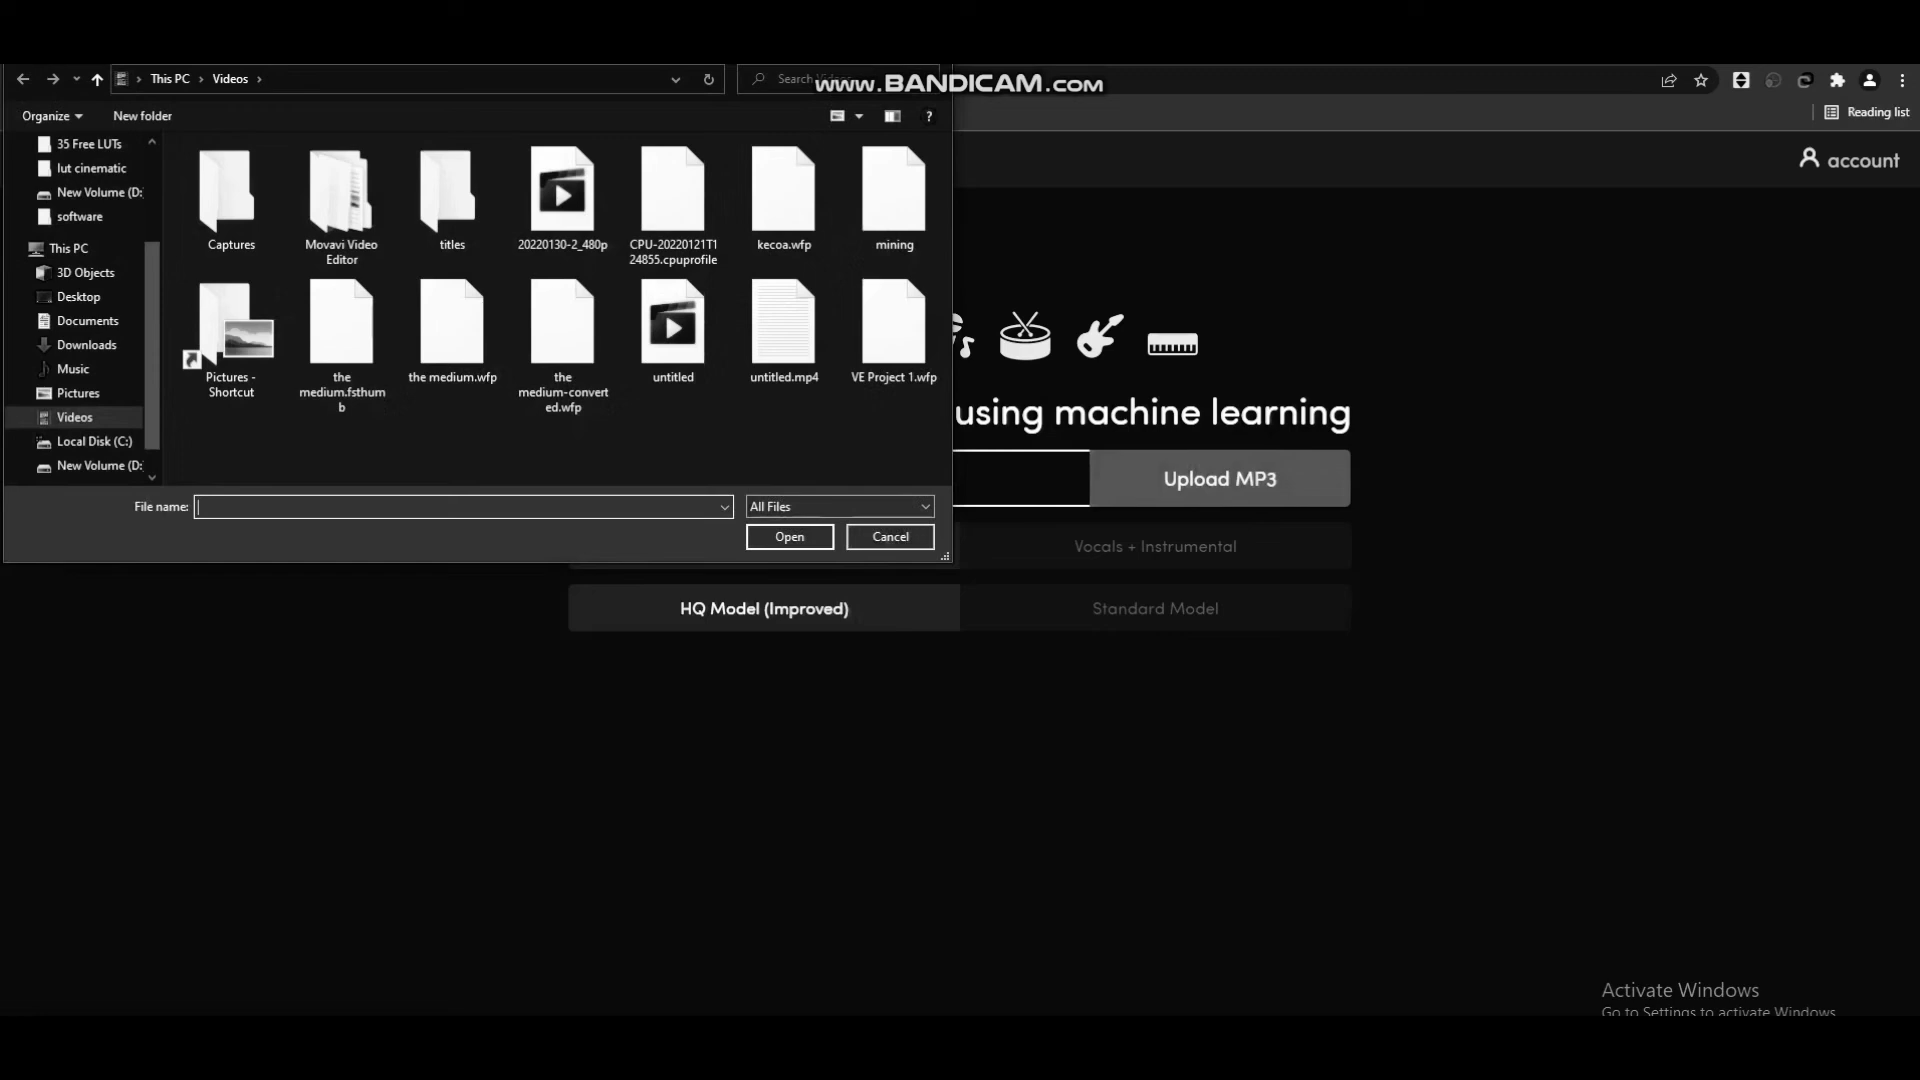 This PC
Videos
Search Videos
www.BANDICAM.com
Organize
New folder
?
Reading list
35 Free LUTs
lut cinematic
New Volume (D:
software
This PC
3D Objects
Desktop
Documents
Downloads
Music
Pictures
Videos
Local Disk (C:)
New Volume (D:
Captures
Movavi Video
Editor
titles
20220130-2_480p
CPU-20220121T1
24855.cpuprofile
kecoa.wfp
mining
Pictures -
Shortcut
the
medium.fsthum
b
the medium.wfp
the
medium-convert
ed.wfp
untitled
untitled.mp4
VE Project 1.wfp
File name:
All Files
Open
Cancel
account
using machine learning
Upload MP3
Vocals + Instrumental
HQ Model (Improved)
Standard Model
Activate Windows
Go to Settings to activate Windows